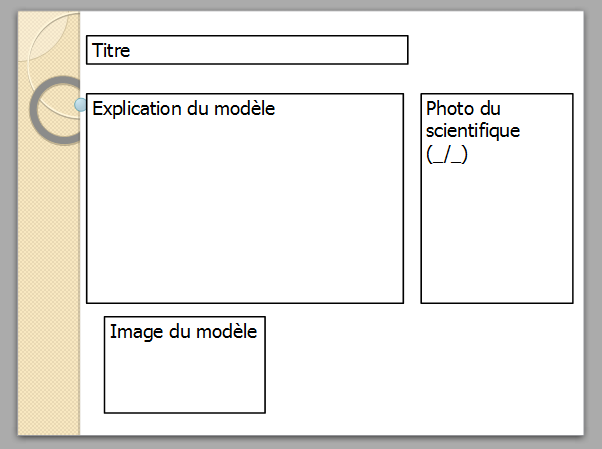 Titre
Explication du modèle
Photo du
scientifique
(_/_)
Image du modèle